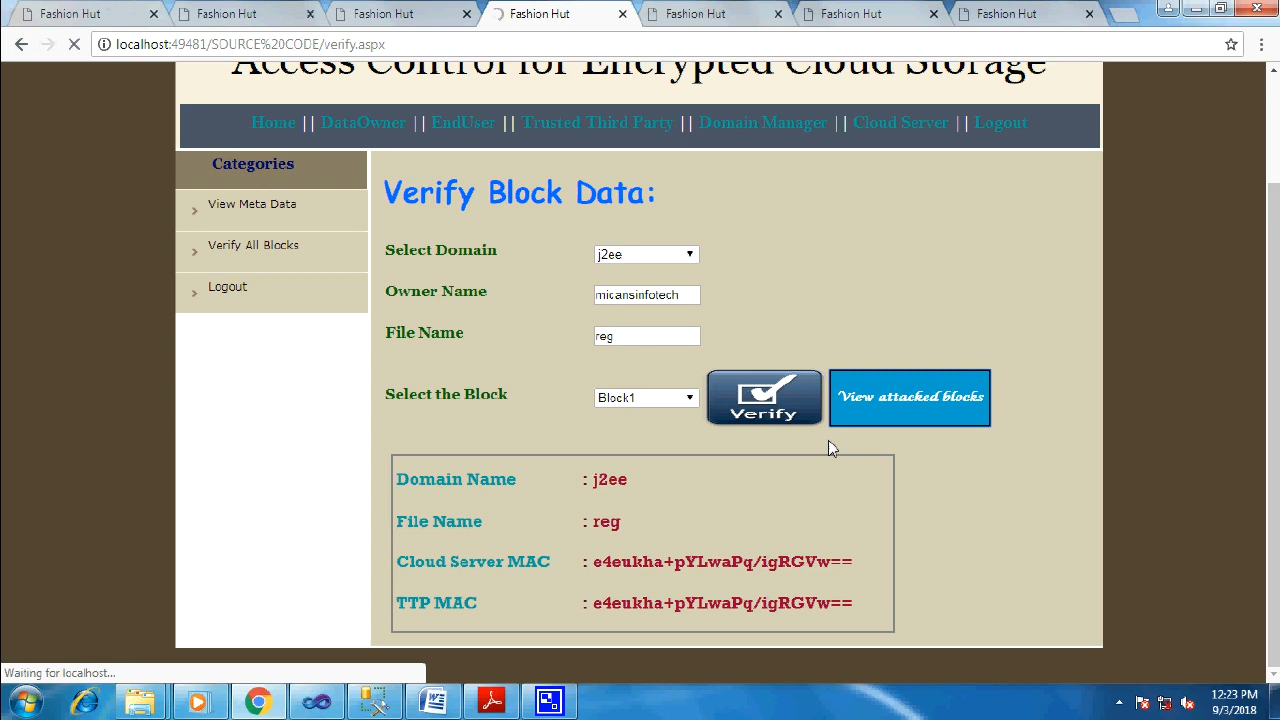 Fashion Hut Fashion Hut Fashion Hut Fashion Hut Fashion Hut Fashion Hut Fashion Hut
localhost:49481/SOURCE%20CODE/verify.aspx
Access Control for Encrypted Cloud Storage
Home || DataOwner || EndUser || Trusted Third Party || Domain Manager || Cloud Server || Logout
Categories
View Meta Data
Verify All Blocks
Logout
Verify Block Data:
Select Domain j2ee
Owner Name micansinfotech
File Name reg
Select the Block Block1 Verify View attacked blocks
Domain Name : j2ee
File Name : reg
Cloud Server MAC : e4eukha+pYLwaPq/igRGVw==
TTP MAC : e4eukha+pYLwaPq/igRGVw==
Waiting for localhost...
12:23 PM
9/3/2018